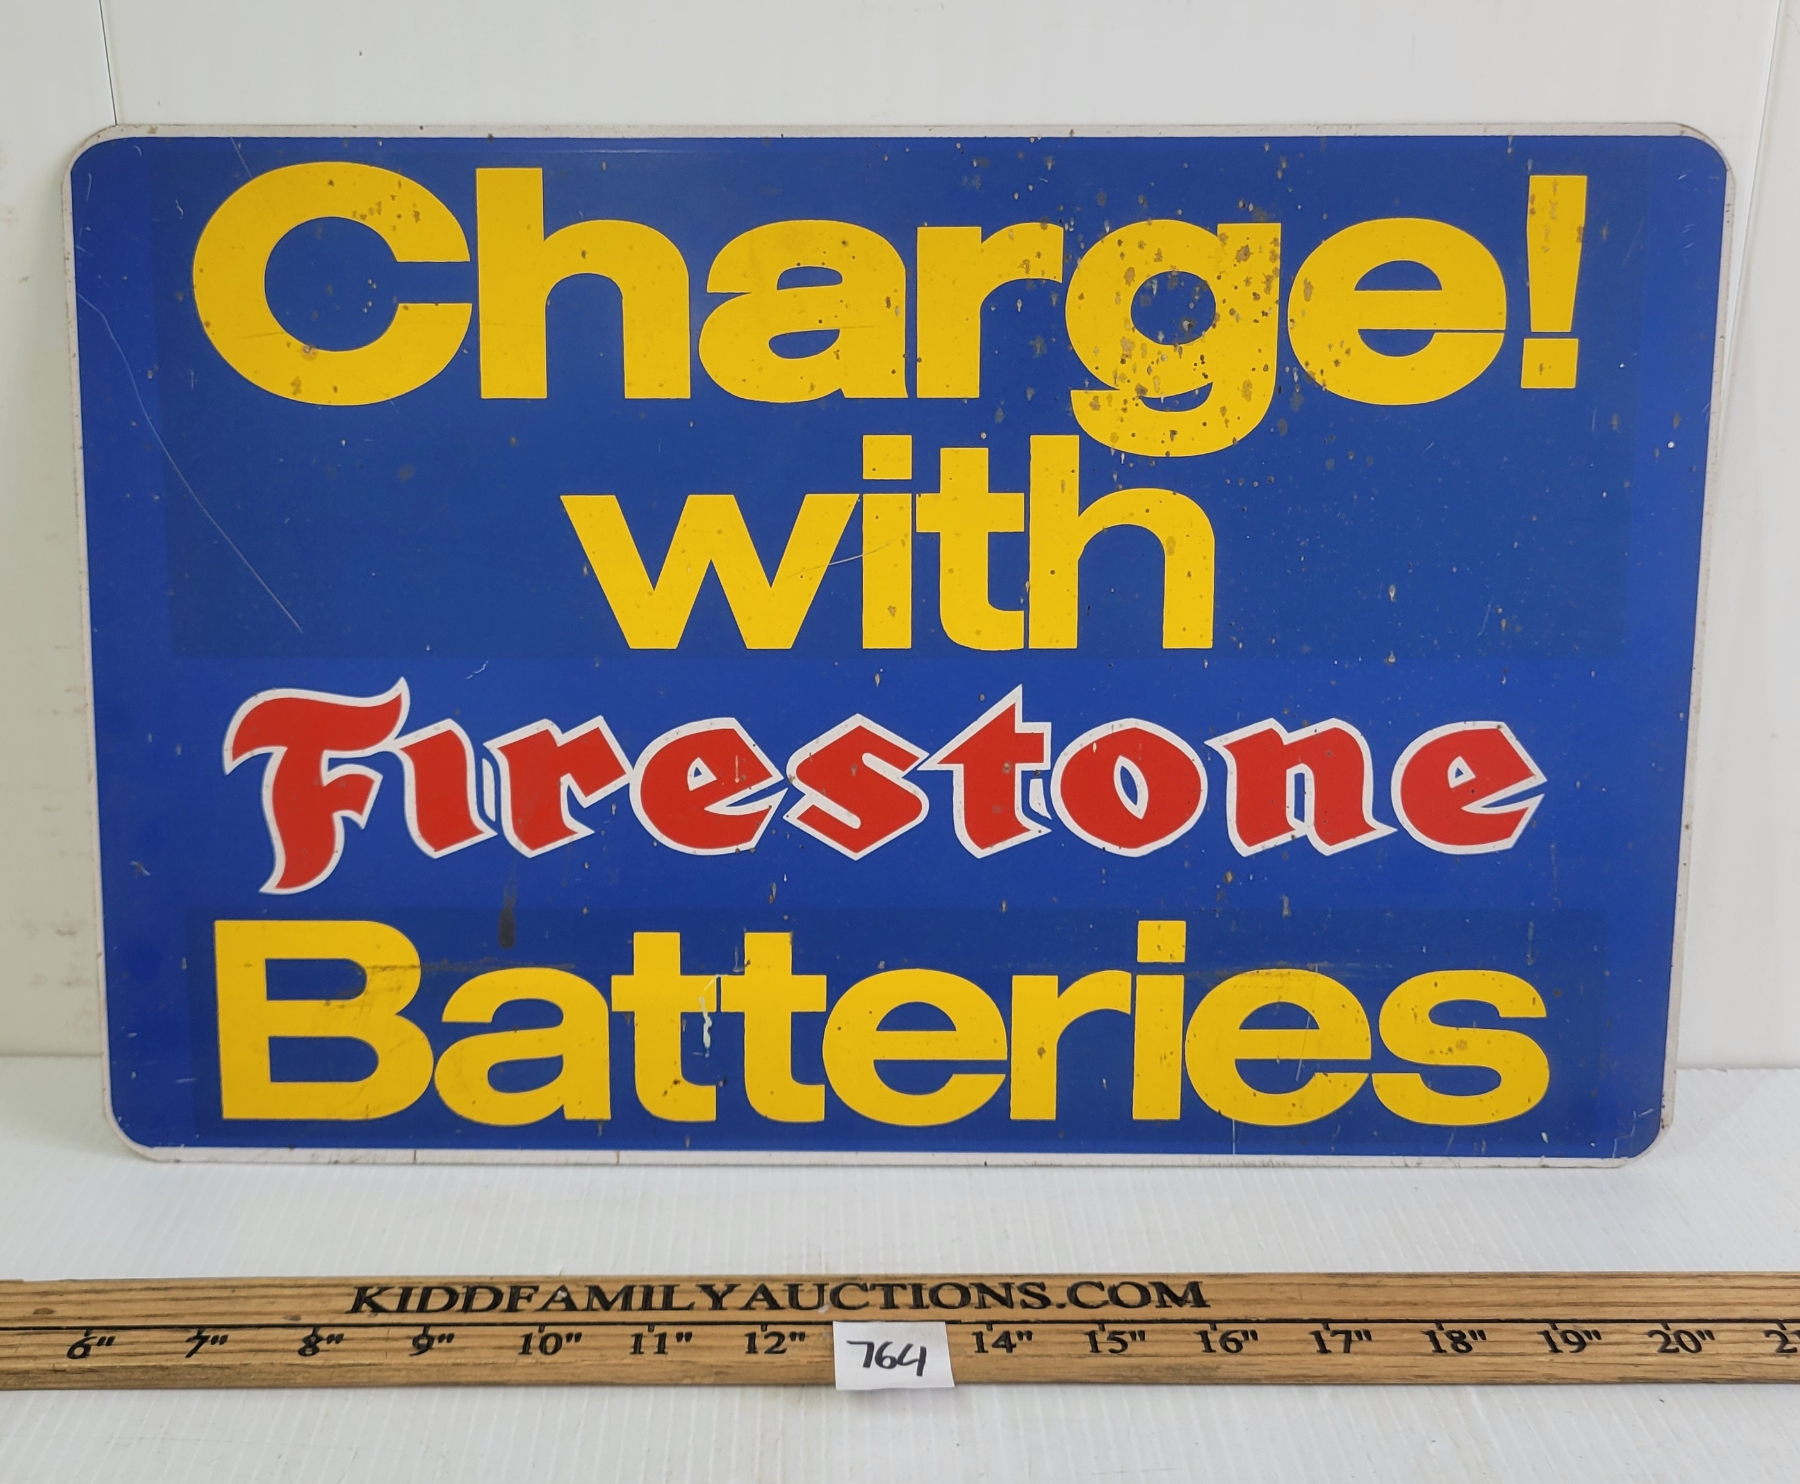 Charge!
with
Firestone
Batteries
KIDDFAMILYAUCTIONS.COM
6" 7" 8" 9" 10" 11" 12" 14" 15" 16" 17" 18" 19" 20"
764